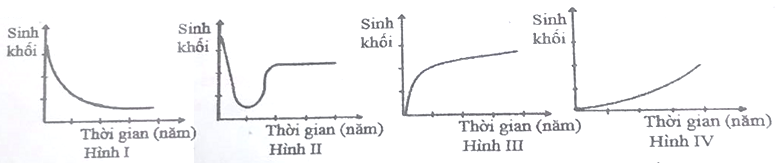 Sinh
khối
Thời gian (năm)
Hình I
Sinh
khối
Thời gian (năm)
Hình II
Sinh
khối
Thời gian (năm)
Hình III
Sinh
khối
Thời gian (năm)
Hình IV